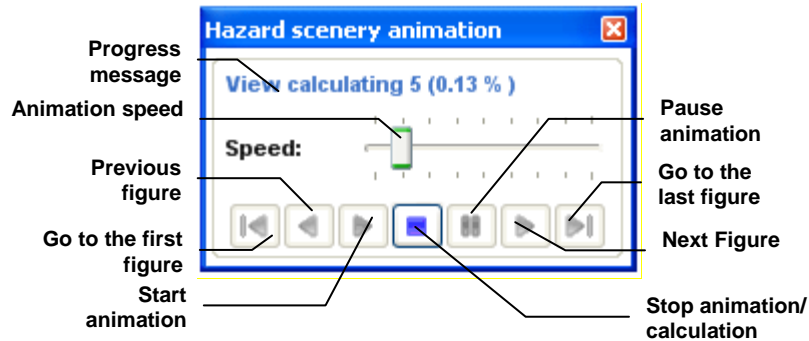 Hazard scenery animation
Progress
message
View calculating 5 (0.13 % )
Animation speed
Pause
animation
Speed:
Previous
figure
Go to the
last figure
Go to the first
figure
Next Figure
Start
animation
Stop animation/
calculation